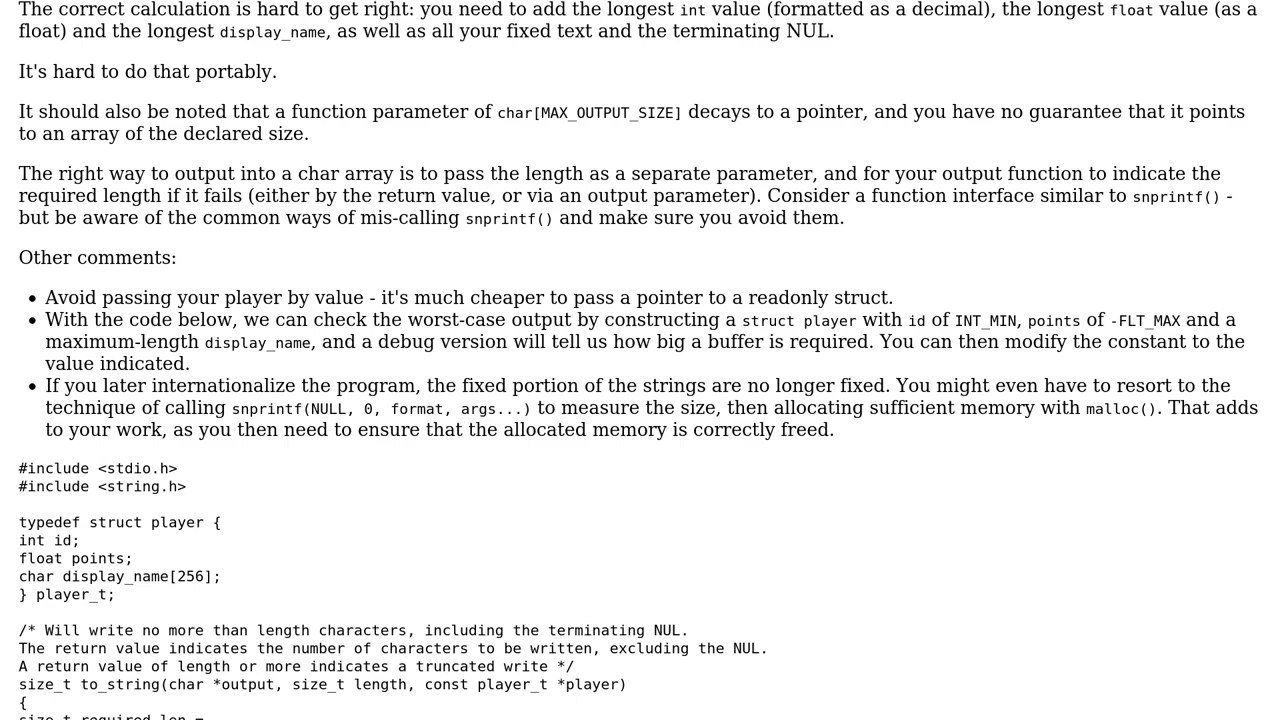 The correct calculation is hard to get right: you need to add the longest int value (formatted as a decimal), the longest float value (as a
float) and the longest display_name, as well as all your fixed text and the terminating NUL.
It's hard to do that portably.
It should also be noted that a function parameter of char[MAX_OUTPUT_SIZE] decays to a pointer, and you have no guarantee that it points
to an array of the declared size.
The right way to output into a char array is to pass the length as a separate parameter, and for your output function to indicate the
required length if it fails (either by the return value, or via an output parameter). Consider a function interface similar to snprintf() -
but be aware of the common ways of mis-calling snprintf() and make sure you avoid them.
Other comments:
• Avoid passing your player by value - it's much cheaper to pass a pointer to a readonly struct.
• With the code below, we can check the worst-case output by constructing a struct player with id of INT_MIN, points of -FLT_MAX and a
maximum-length display_name, and a debug version will tell us how big a buffer is required. You can then modify the constant to the
value indicated.
• If you later internationalize the program, the fixed portion of the strings are no longer fixed. You might even have to resort to the
technique of calling snprintf(NULL, 0, format, args...) to measure the size, then allocating sufficient memory with malloc(). That adds
to your work, as you then need to ensure that the allocated memory is correctly freed.
#include <stdio.h>
#include <string.h>
typedef struct player {
int id;
float points;
char display_name[256];
} player_t;
/* Will write no more than length characters, including the terminating NUL.
The return value indicates the number of characters to be written, excluding the NUL.
A return value of length or more indicates a truncated write */
size_t to_string(char *output, size_t length, const player_t *player)
{
size_t required_len =